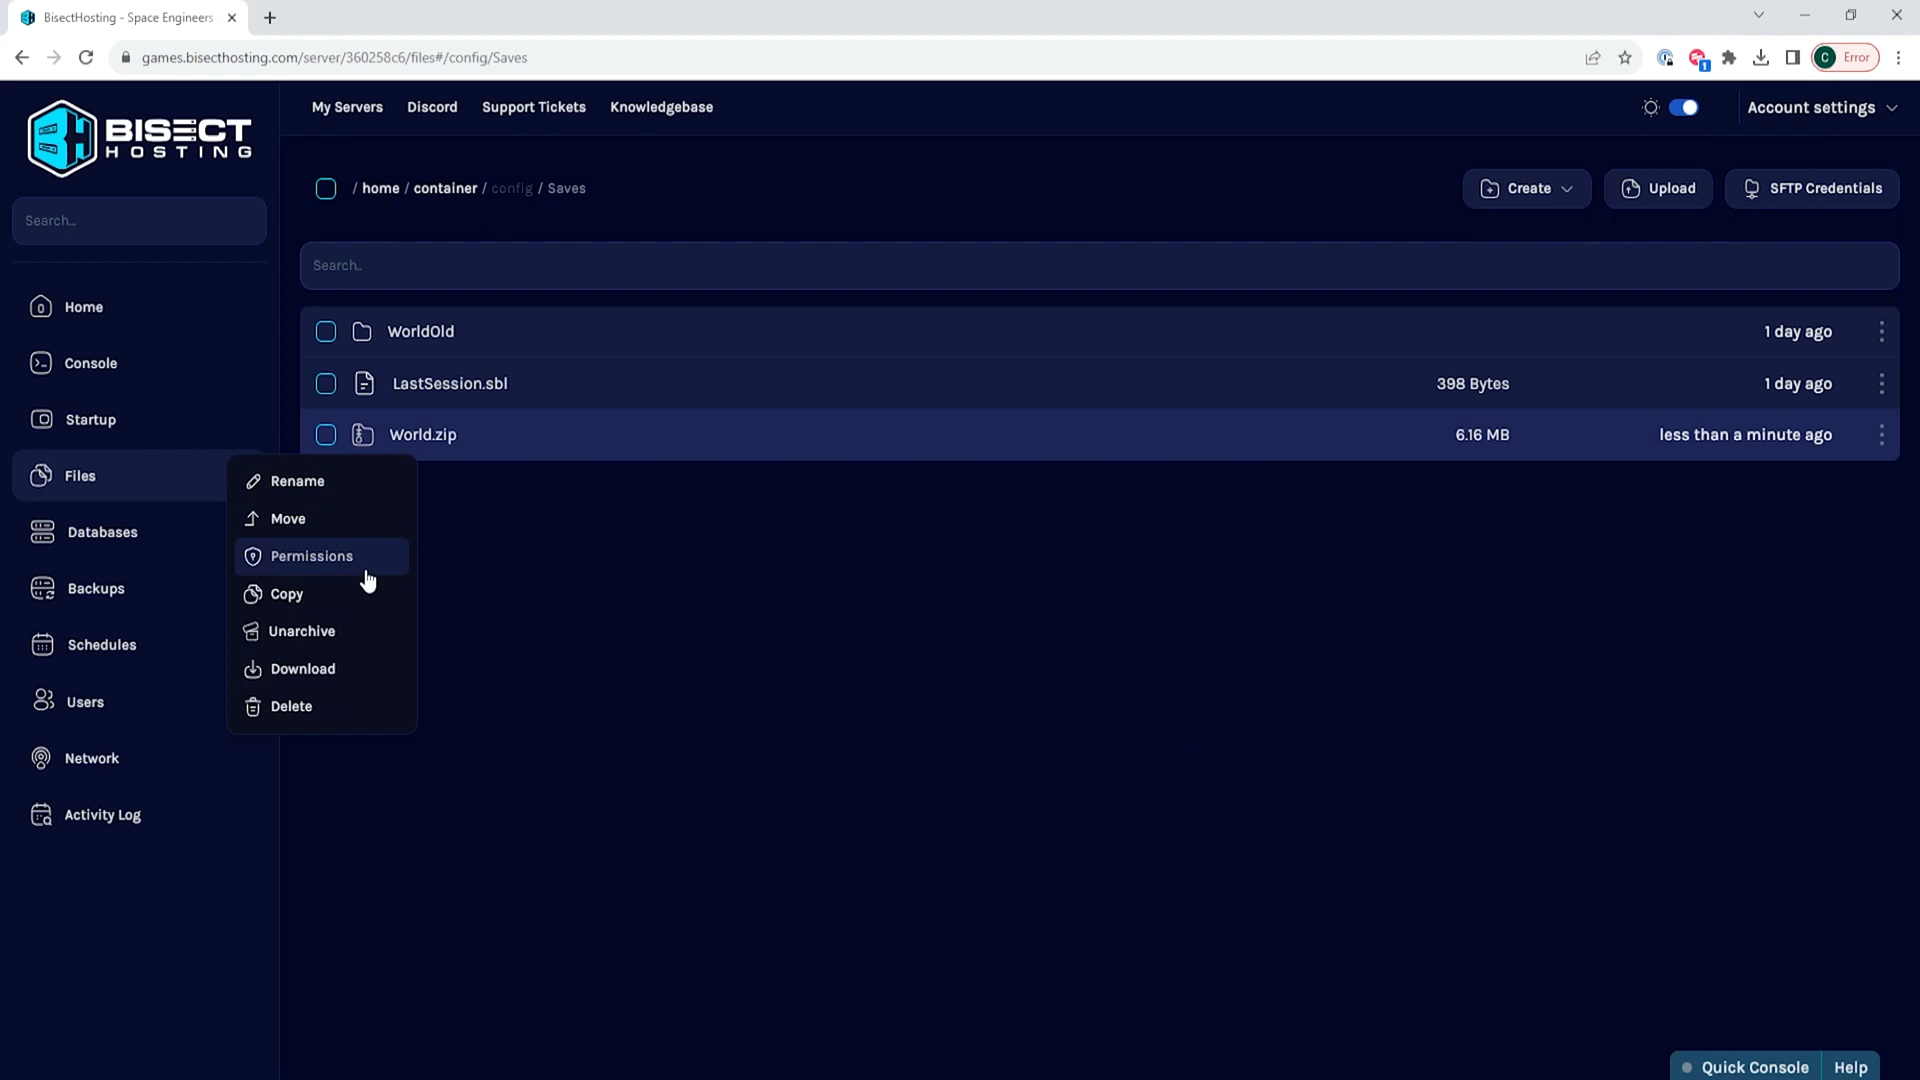 BisectHosting - Space Engineers
games.bisecthosting.com/server/360258c6/files#/config/Saves
1
C Error
BISECT
HOSTING
My Servers Discord Support Tickets Knowledgebase
Account settings
/ home / container / config / Saves
Create Upload SFTP Credentials
Search...
Search..
Home
Console
Startup
Files
Databases
Backups
Schedules
Users
Network
Activity Log
WorldOld 1 day ago
LastSession.sbl 398 Bytes 1 day ago
World.zip 6.16 MB less than a minute ago
Rename
Move
Permissions
Copy
Unarchive
Download
Delete
Quick Console Help